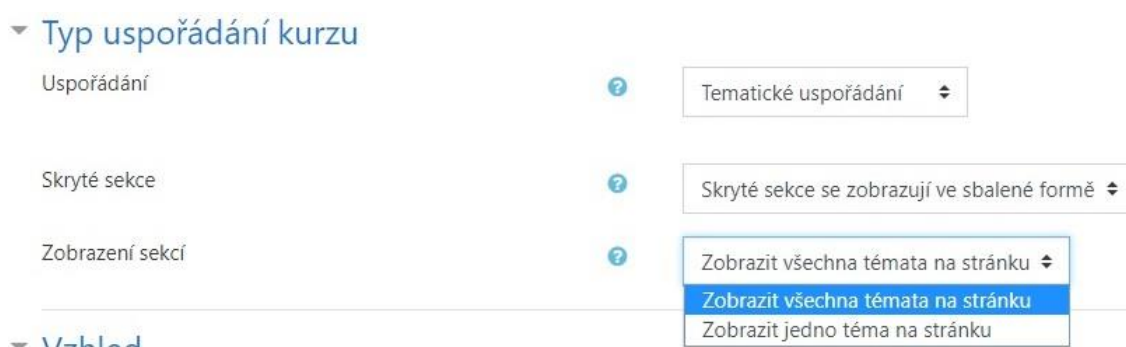 Typ uspořádání kurzu
Uspořádání
Tematické uspořádání
Skryté sekce
Skryté sekce se zobrazují ve sbalené formě
Zobrazení sekcí
Zobrazit všechna témata na stránku
Zobrazit všechna témata na stránku
Zobrazit jedno téma na stránku
Vzhled